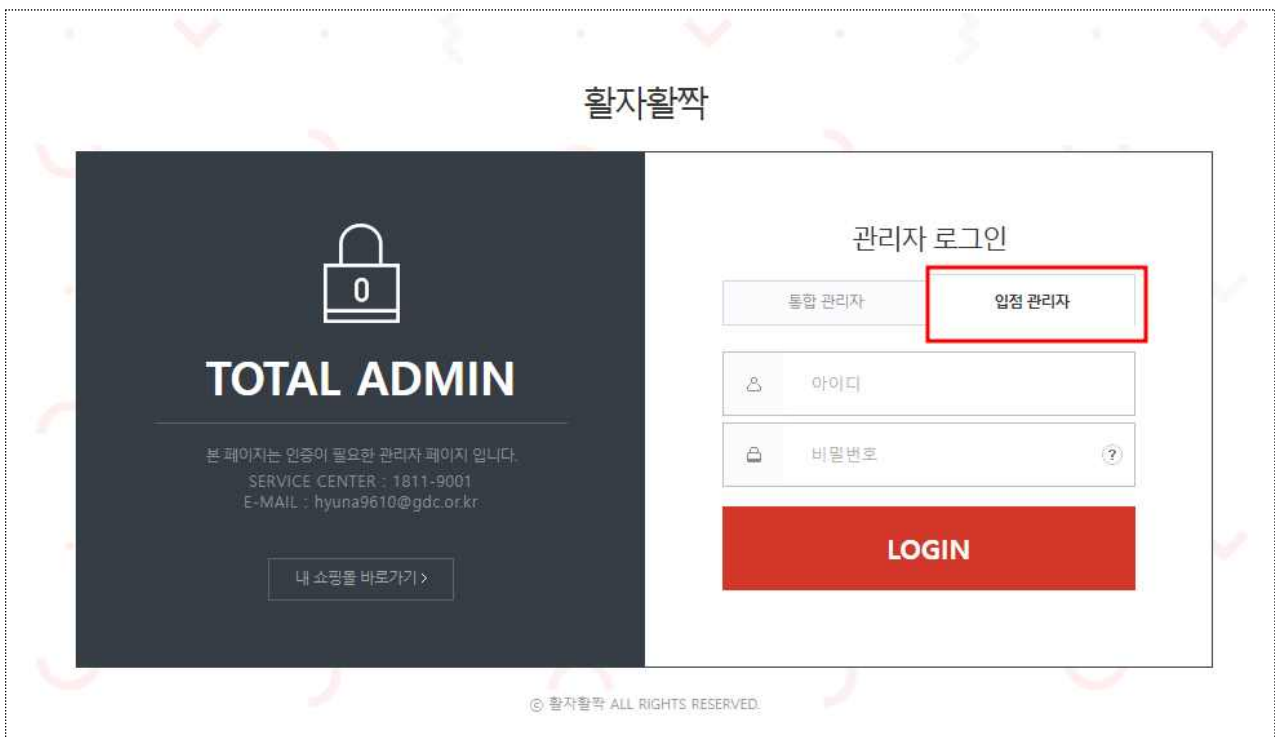 활자활짝
TOTAL ADMIN
본 페이지는 인증이 필요한 관리자 페이지 입니다.
SERVICE CENTER : 1811-9001
E-MAIL : hyuna9610@gdc.or.kr
내 쇼핑몰 바로가기 >
관리자 로그인
통합 관리자
입점 관리자
아이디
비밀번호 ?
LOGIN
ⓒ 활자활짝 ALL RIGHTS RESERVED.